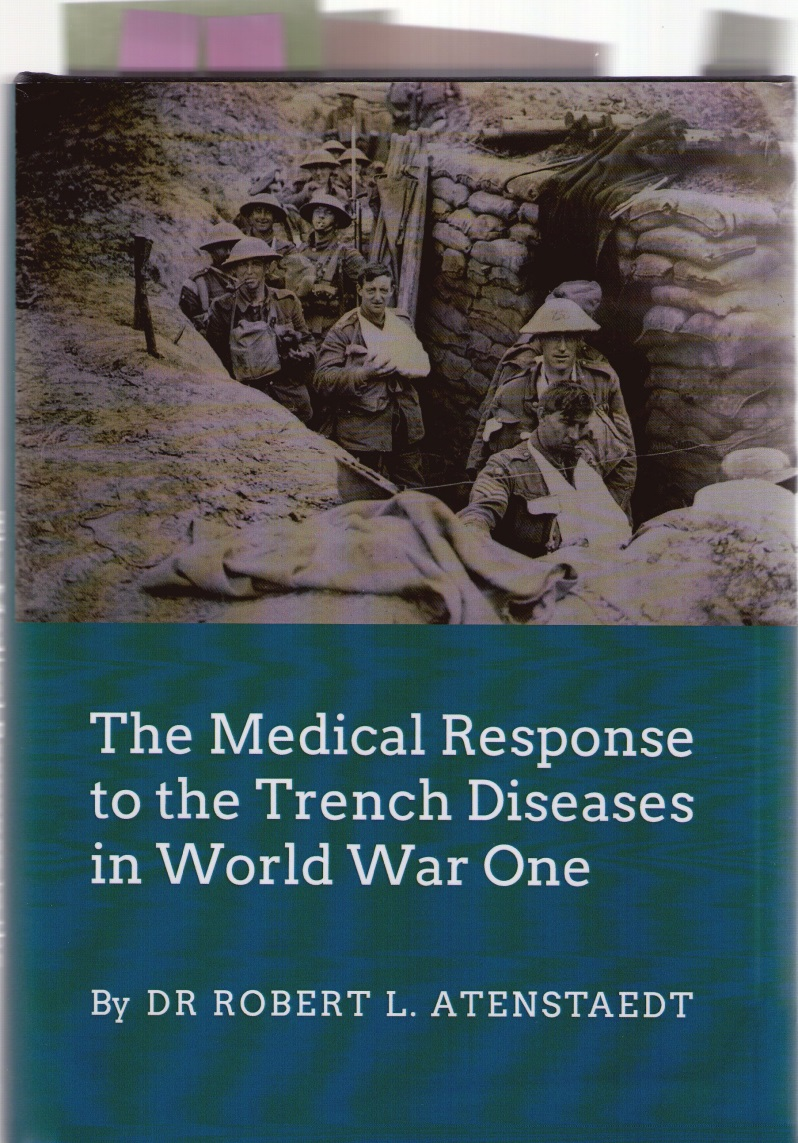 The Medical Response
to the Trench Diseases
in World War One
By DR ROBERT L. ATENSTAEDT